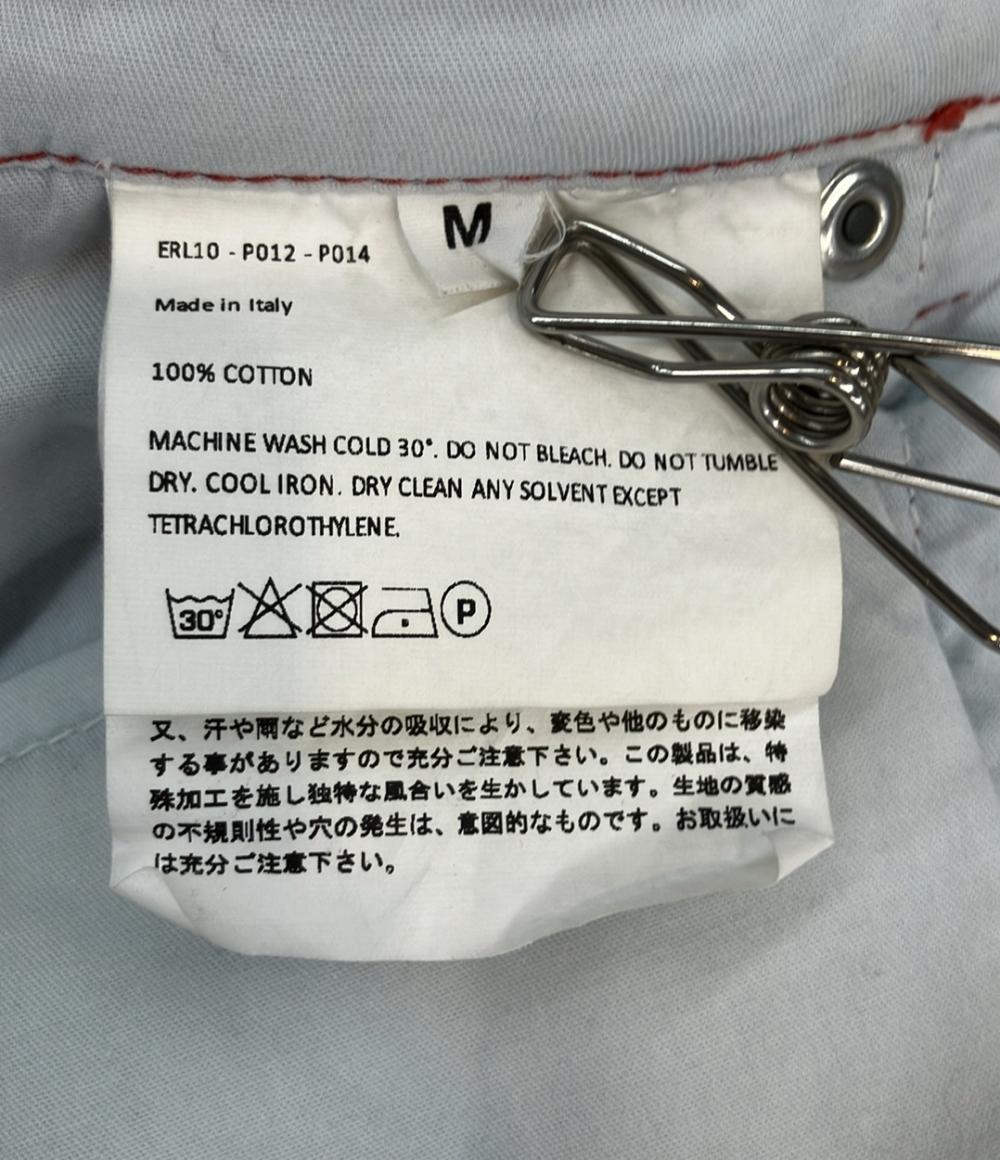 M
ERL10 - P012 - P014
Made in Italy
100% COTTON
MACHINE WASH COLD 30°. DO NOT BLEACH. DO NOT TUMBLE
DRY. COOL IRON. DRY CLEAN ANY SOLVENT EXCEPT
TETRACHLOROTHYLENE.
30° P
又、汗や雨など水分の吸収により、変色や他のものに移染
する事がありますので充分ご注意下さい。この製品は、特
殊加工を施し独特な風合いを生かしています。生地の質感
の不規則性や穴の発生は、意図的なものです。お取扱いに
は充分ご注意下さい。